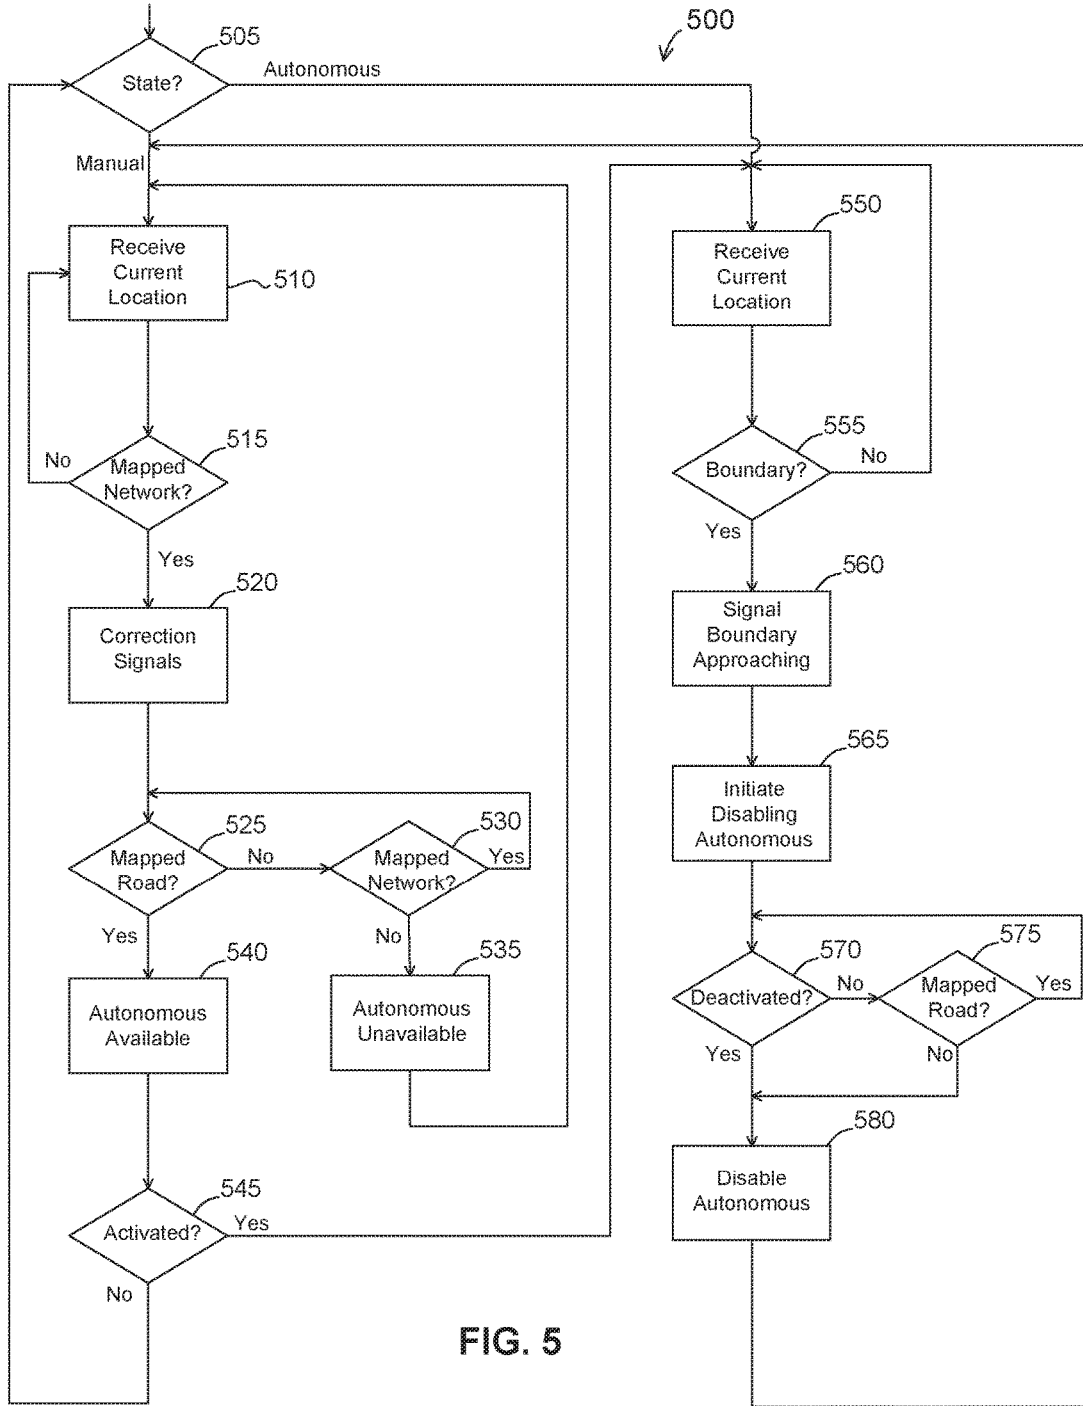 500
505
State?
Autonomous
Manual
Receive
Current
Location
510
515
No
Mapped
Network?
Yes
520
Correction
Signals
525
Mapped
Road?
No
530
Mapped
Network?
Yes
Yes
No
540
Autonomous
Available
535
Autonomous
Unavailable
545
Activated?
Yes
No
550
Receive
Current
Location
555
Boundary?
No
Yes
560
Signal
Boundary
Approaching
565
Initiate
Disabling
Autonomous
570
Deactivated?
No
575
Mapped
Road?
Yes
Yes
No
580
Disable
Autonomous
FIG. 5